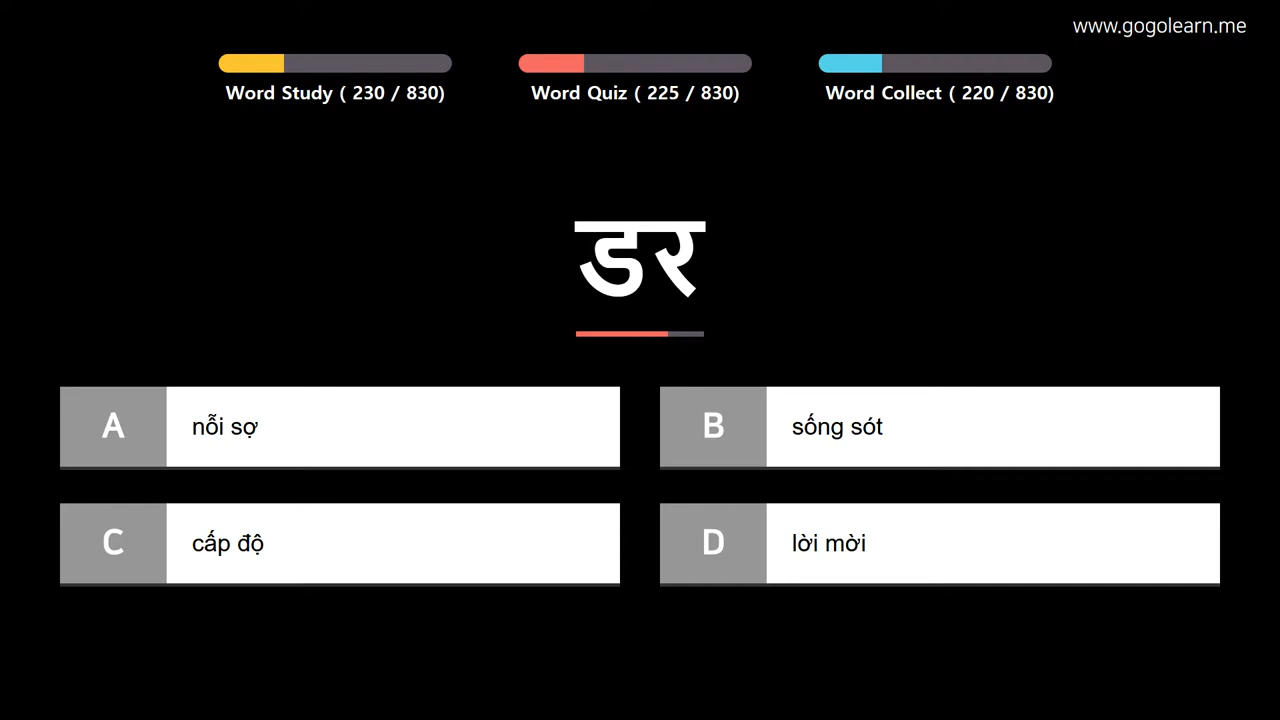 www.gogolearn.me
Word Study ( 230 / 830)
Word Quiz ( 225 / 830)
Word Collect ( 220 / 830)
डर
A nỗi sợ
B sống sót
C cấp độ
D lời mời